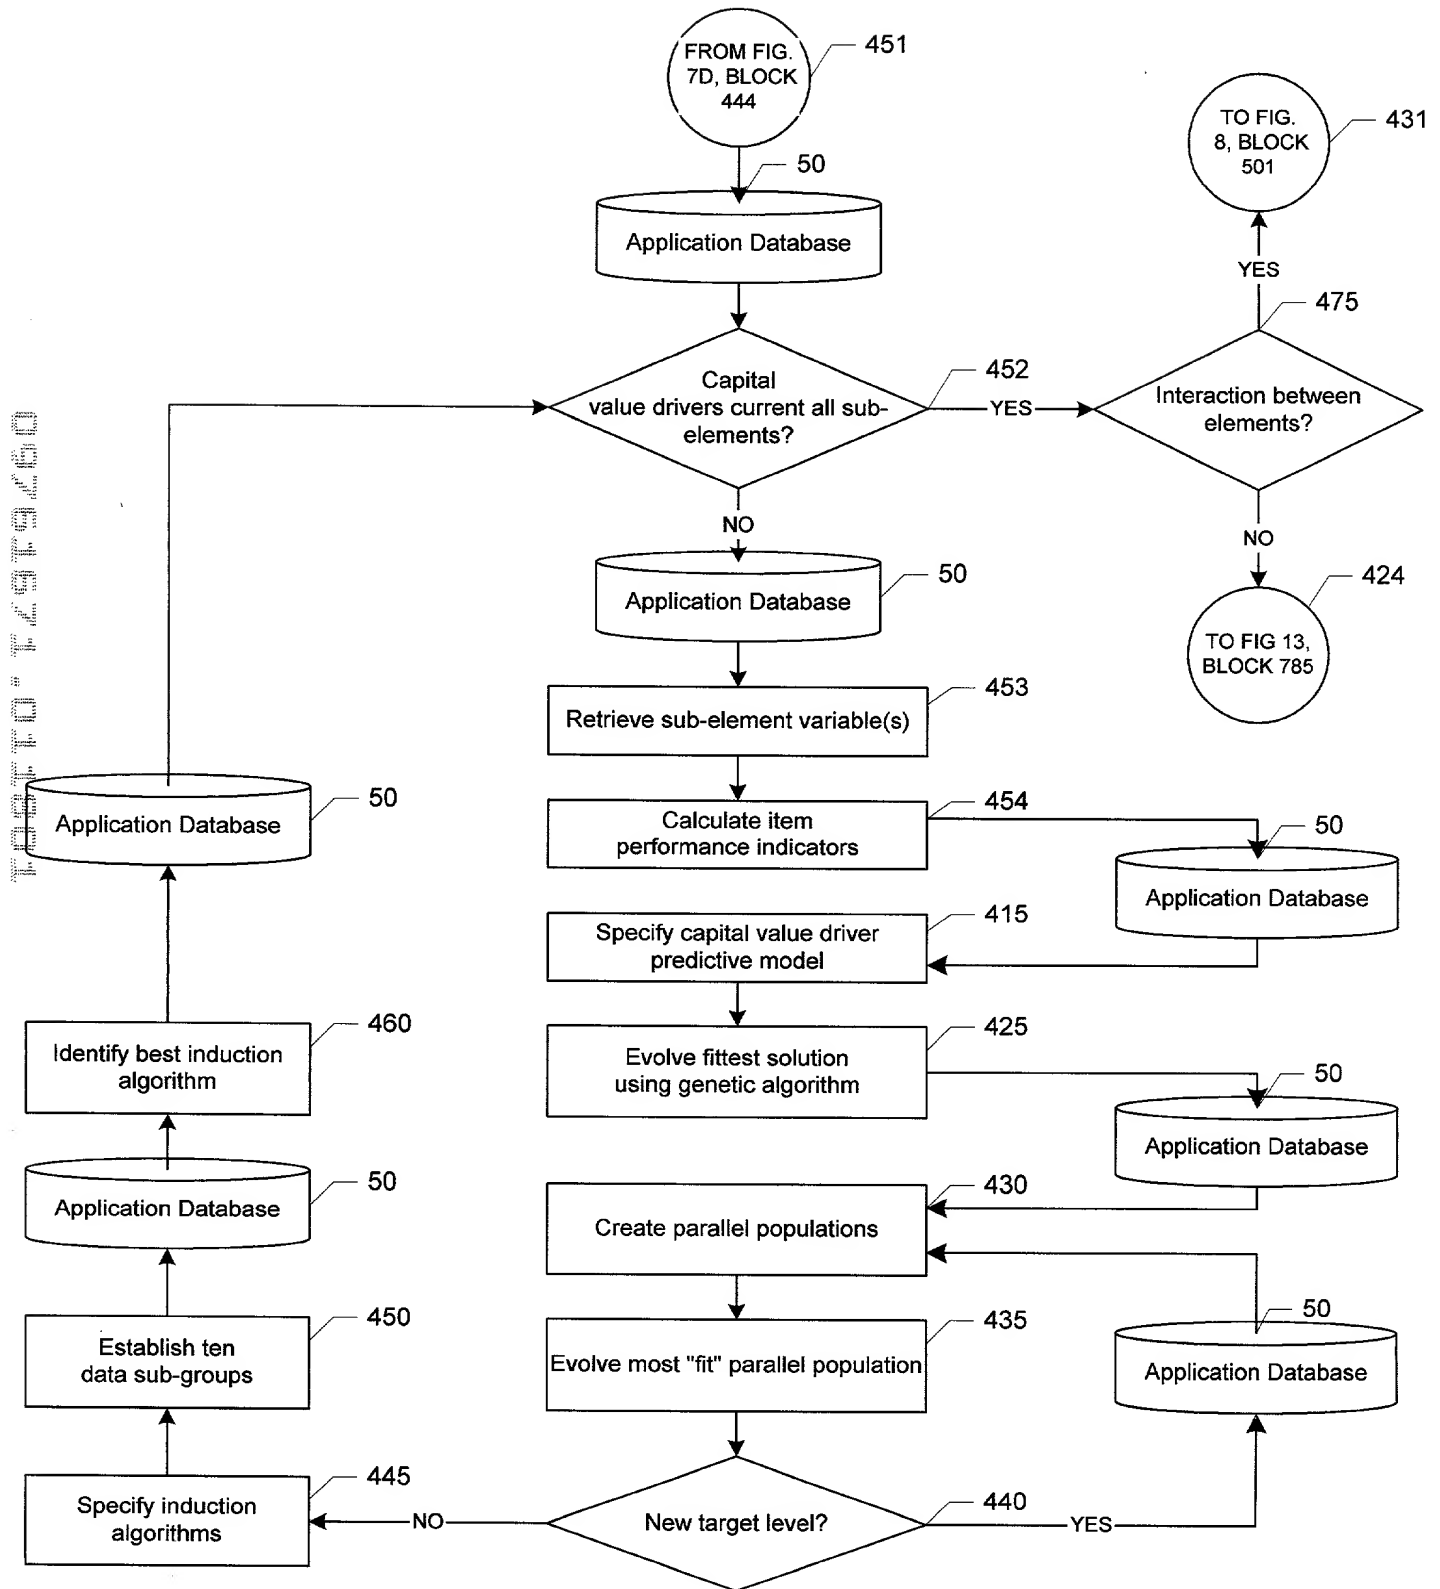 FROM FIG.
7D, BLOCK
444
451
TO FIG.
8, BLOCK
501
431
50
Application Database
YES
475
Capital
value drivers current all sub-
elements?
452
YES
Interaction between
elements?
NO
NO
424
TO FIG 13,
BLOCK 785
50
Application Database
453
Retrieve sub-element variable(s)
50
Application Database
454
Calculate item
performance indicators
50
Application Database
415
Specify capital value driver
predictive model
460
Identify best induction
algorithm
425
Evolve fittest solution
using genetic algorithm
50
Application Database
50
Application Database
430
Create parallel populations
450
Establish ten
data sub-groups
435
Evolve most "fit" parallel population
50
Application Database
445
Specify induction
algorithms
NO
New target level?
440
YES